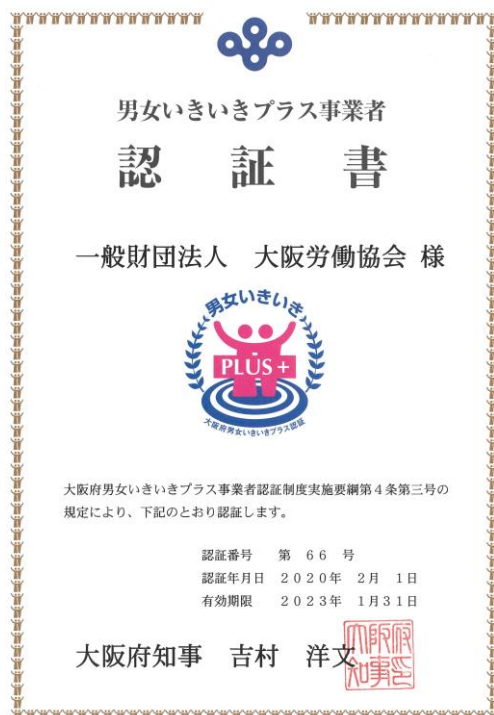 男女いきいきプラス事業者
認 証 書
一般財団法人 大阪労働協会 様
男女いきいき
PLUS+
大阪府男女いきいきプラス認証
大阪府男女いきいきプラス事業者認証制度実施要綱第4条第三号の
規定により、下記のとおり認証します。
認証番号 第 66 号
認証年月日 2020年 2月 1日
有効期限 2023年 1月31日
大阪府知事 吉村 洋文
大阪府
知事印